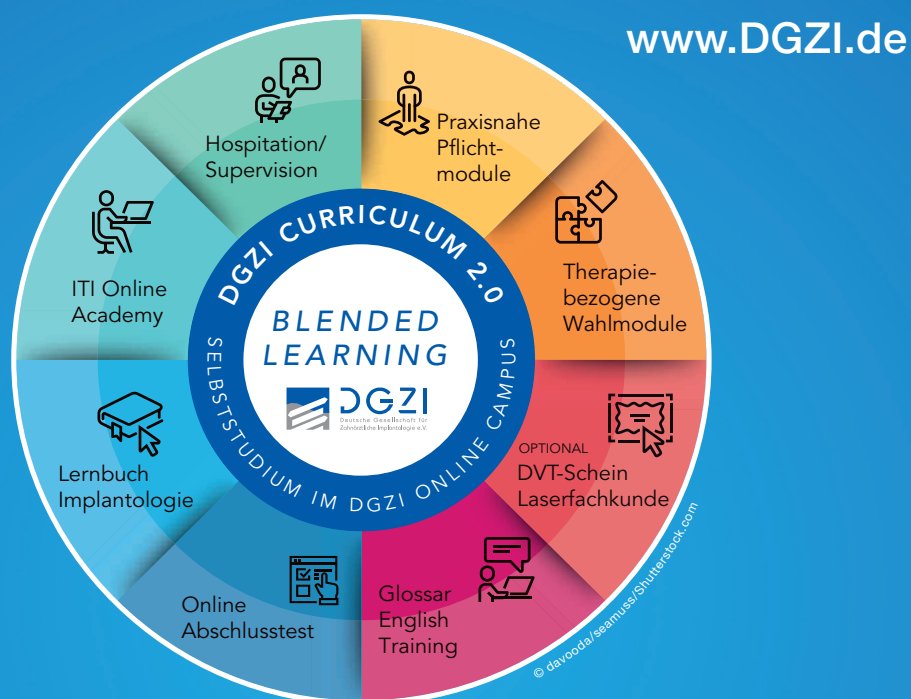 www.DGZI.de
Praxisnahe
Pflicht-
module
Therapie-
bezogene
Wahlmodule
OPTIONAL
DVT-Schein
Laserfachkunde
Glossar
English
Training
Online
Abschlusstest
Lernbuch
Implantologie
ITI Online
Academy
Hospitation/
Supervision
DGZI CURRICULUM 2.0
SELBSTSTUDIUM IM DGZI ONLINE CAMPUS
BLENDED
LEARNING
DGZI
Deutsche Gesellschaft für
Zahnärztliche Implantologie e.V.
© davooda/seamuss/Shutterstock.com